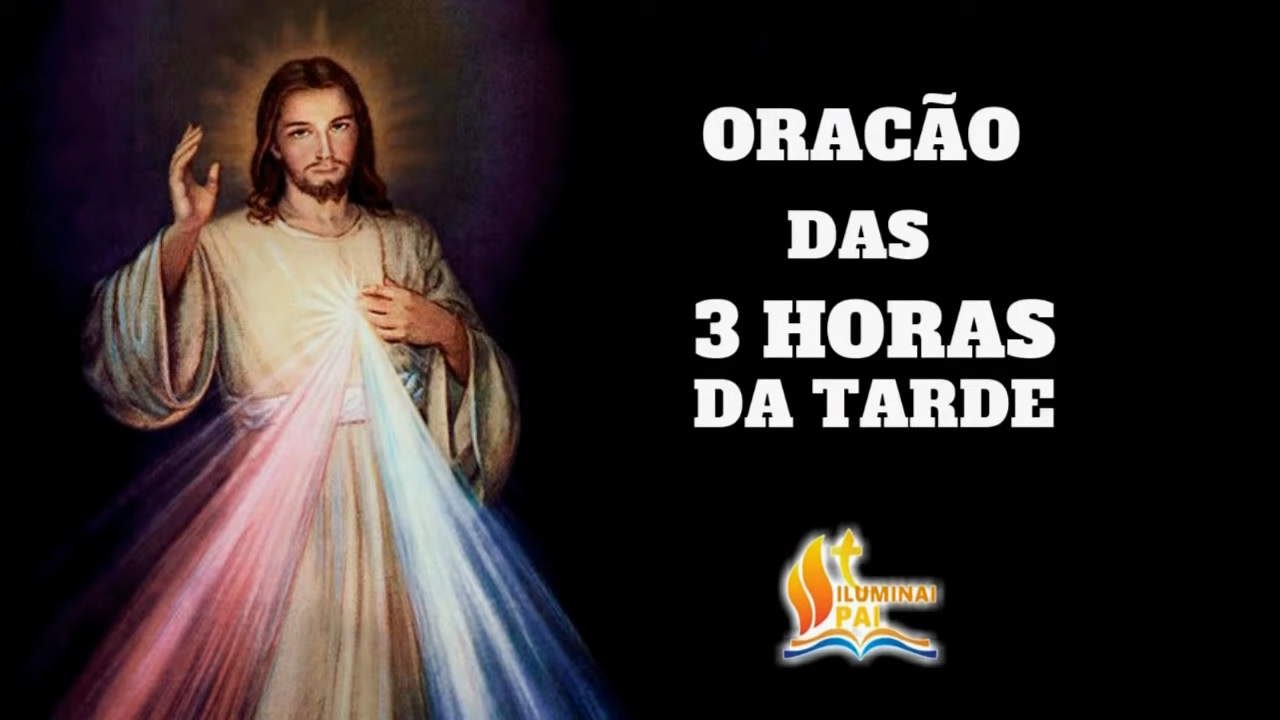 ORACÃO
DAS
3 HORAS
DA TARDE
ILUMINAI
PAI